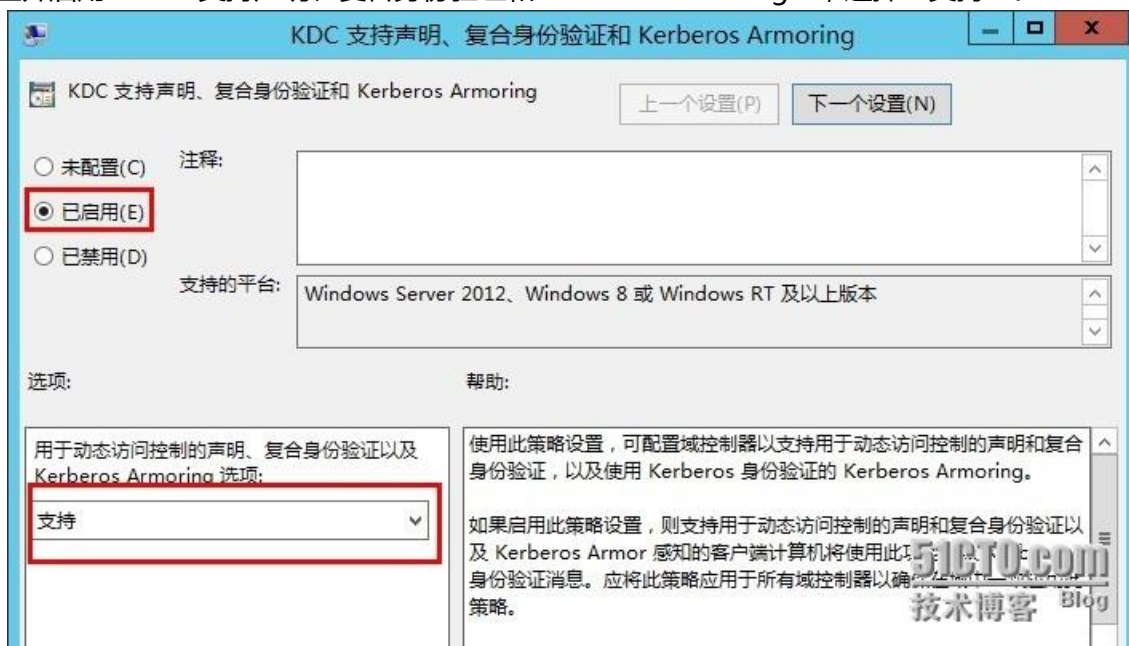 KDC 支持声明、复合身份验证和 Kerberos Armoring
KDC 支持声明、复合身份验证和 Kerberos Armoring
上一个设置(P)
下一个设置(N)
未配置(C)
注释:
已启用(E)
已禁用(D)
支持的平台:
Windows Server 2012、Windows 8 或 Windows RT 及以上版本
选项:
帮助:
用于动态访问控制的声明、复合身份验证以及
Kerberos Armoring 选项:
支持
使用此策略设置，可配置域控制器以支持用于动态访问控制的声明和复合
身份验证，以及使用 Kerberos 身份验证的 Kerberos Armoring。
如果启用此策略设置，则支持用于动态访问控制的声明和复合身份验证以
及 Kerberos Armor 感知的客户端计算机将使用此
身份验证消息。应将此策略应用于所有域控制器以确
策略。
51CTO.com
技术博客 Blog